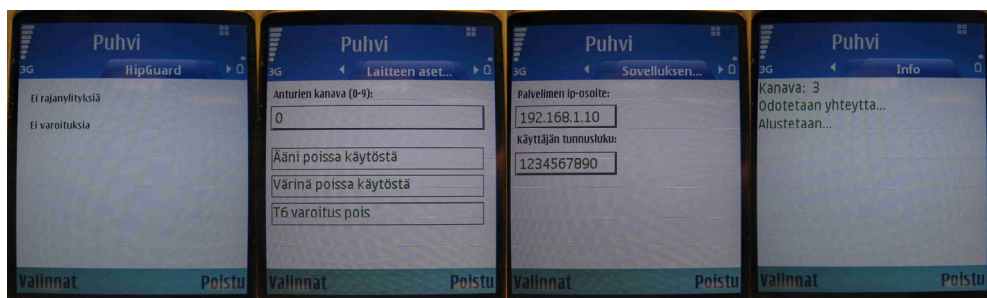 Puhvi
3G
HipGuard
Ei rajanylityksiä
Ei varoituksia
Valinnat
Poistu
Puhvi
3G
Laitteen aset...
Anturien kanava (0-9):
0
Ääni poissa käytöstä
Värinä poissa käytöstä
T6 varoitus pois
Valinnat
Poistu
Puhvi
3G
Sovelluksen...
Palvelimen ip-osoite:
192.168.1.10
Käyttäjän tunnusluku:
1234567890
Valinnat
Poistu
Puhvi
3G
Info
Kanava: 3
Odotetaan yhteytta...
Alustetaan...
Valinnat
Poistu